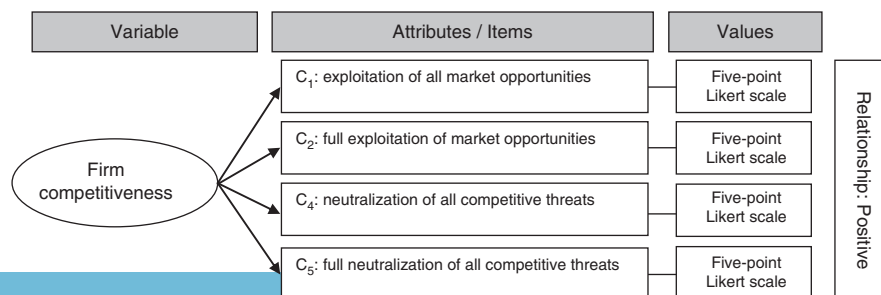 Variable
Attributes / Items
Values
Firm
competitiveness
C₁: exploitation of all market opportunities
Five-point
Likert scale
C₂: full exploitation of market opportunities
Five-point
Likert scale
C₄: neutralization of all competitive threats
Five-point
Likert scale
C₅: full neutralization of all competitive threats
Five-point
Likert scale
Relationship: Positive